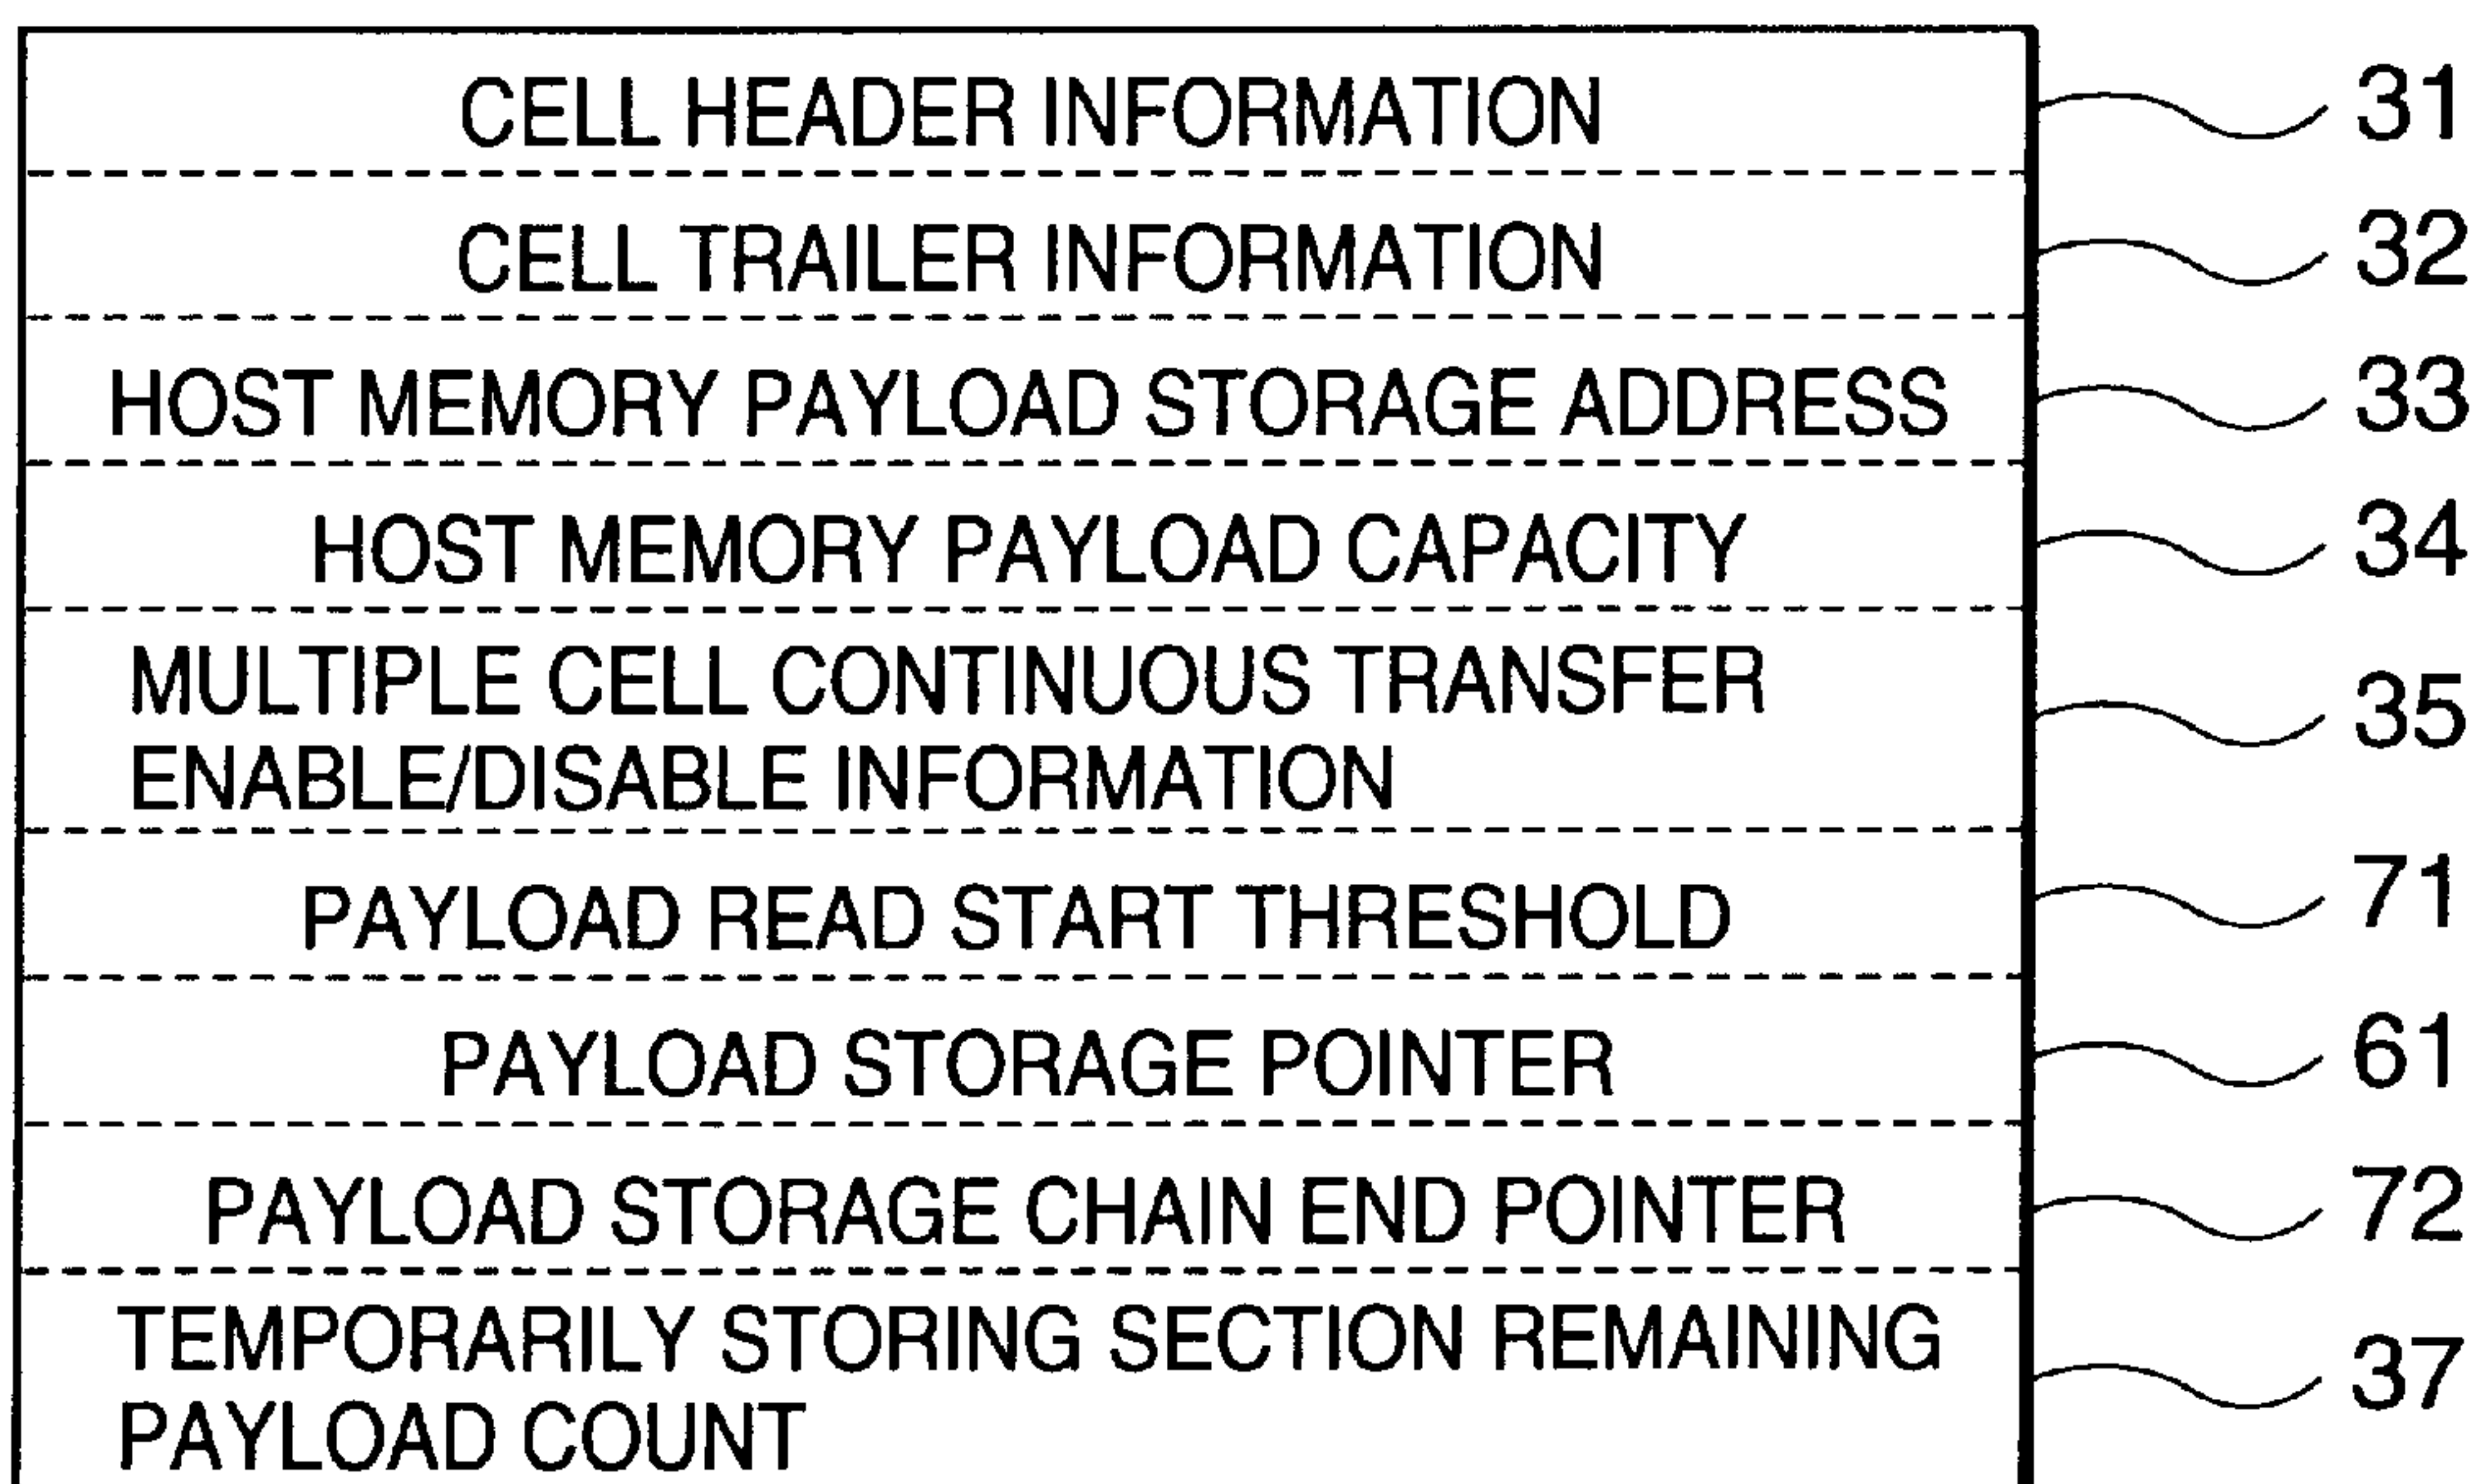 CELL HEADER INFORMATION 31
CELL TRAILER INFORMATION 32
HOST MEMORY PAYLOAD STORAGE ADDRESS 33
HOST MEMORY PAYLOAD CAPACITY 34
MULTIPLE CELL CONTINUOUS TRANSFER 35
ENABLE/DISABLE INFORMATION
PAYLOAD READ START THRESHOLD 71
PAYLOAD STORAGE POINTER 61
PAYLOAD STORAGE CHAIN END POINTER 72
TEMPORARILY STORING SECTION REMAINING 37
PAYLOAD COUNT